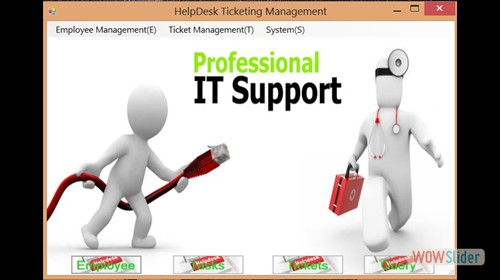 HelpDesk Ticketing Management
Employee Management(E) Ticket Management(T) System(S)
Professional
IT Support
Employee Tasks Tickets Query
WOWSlider